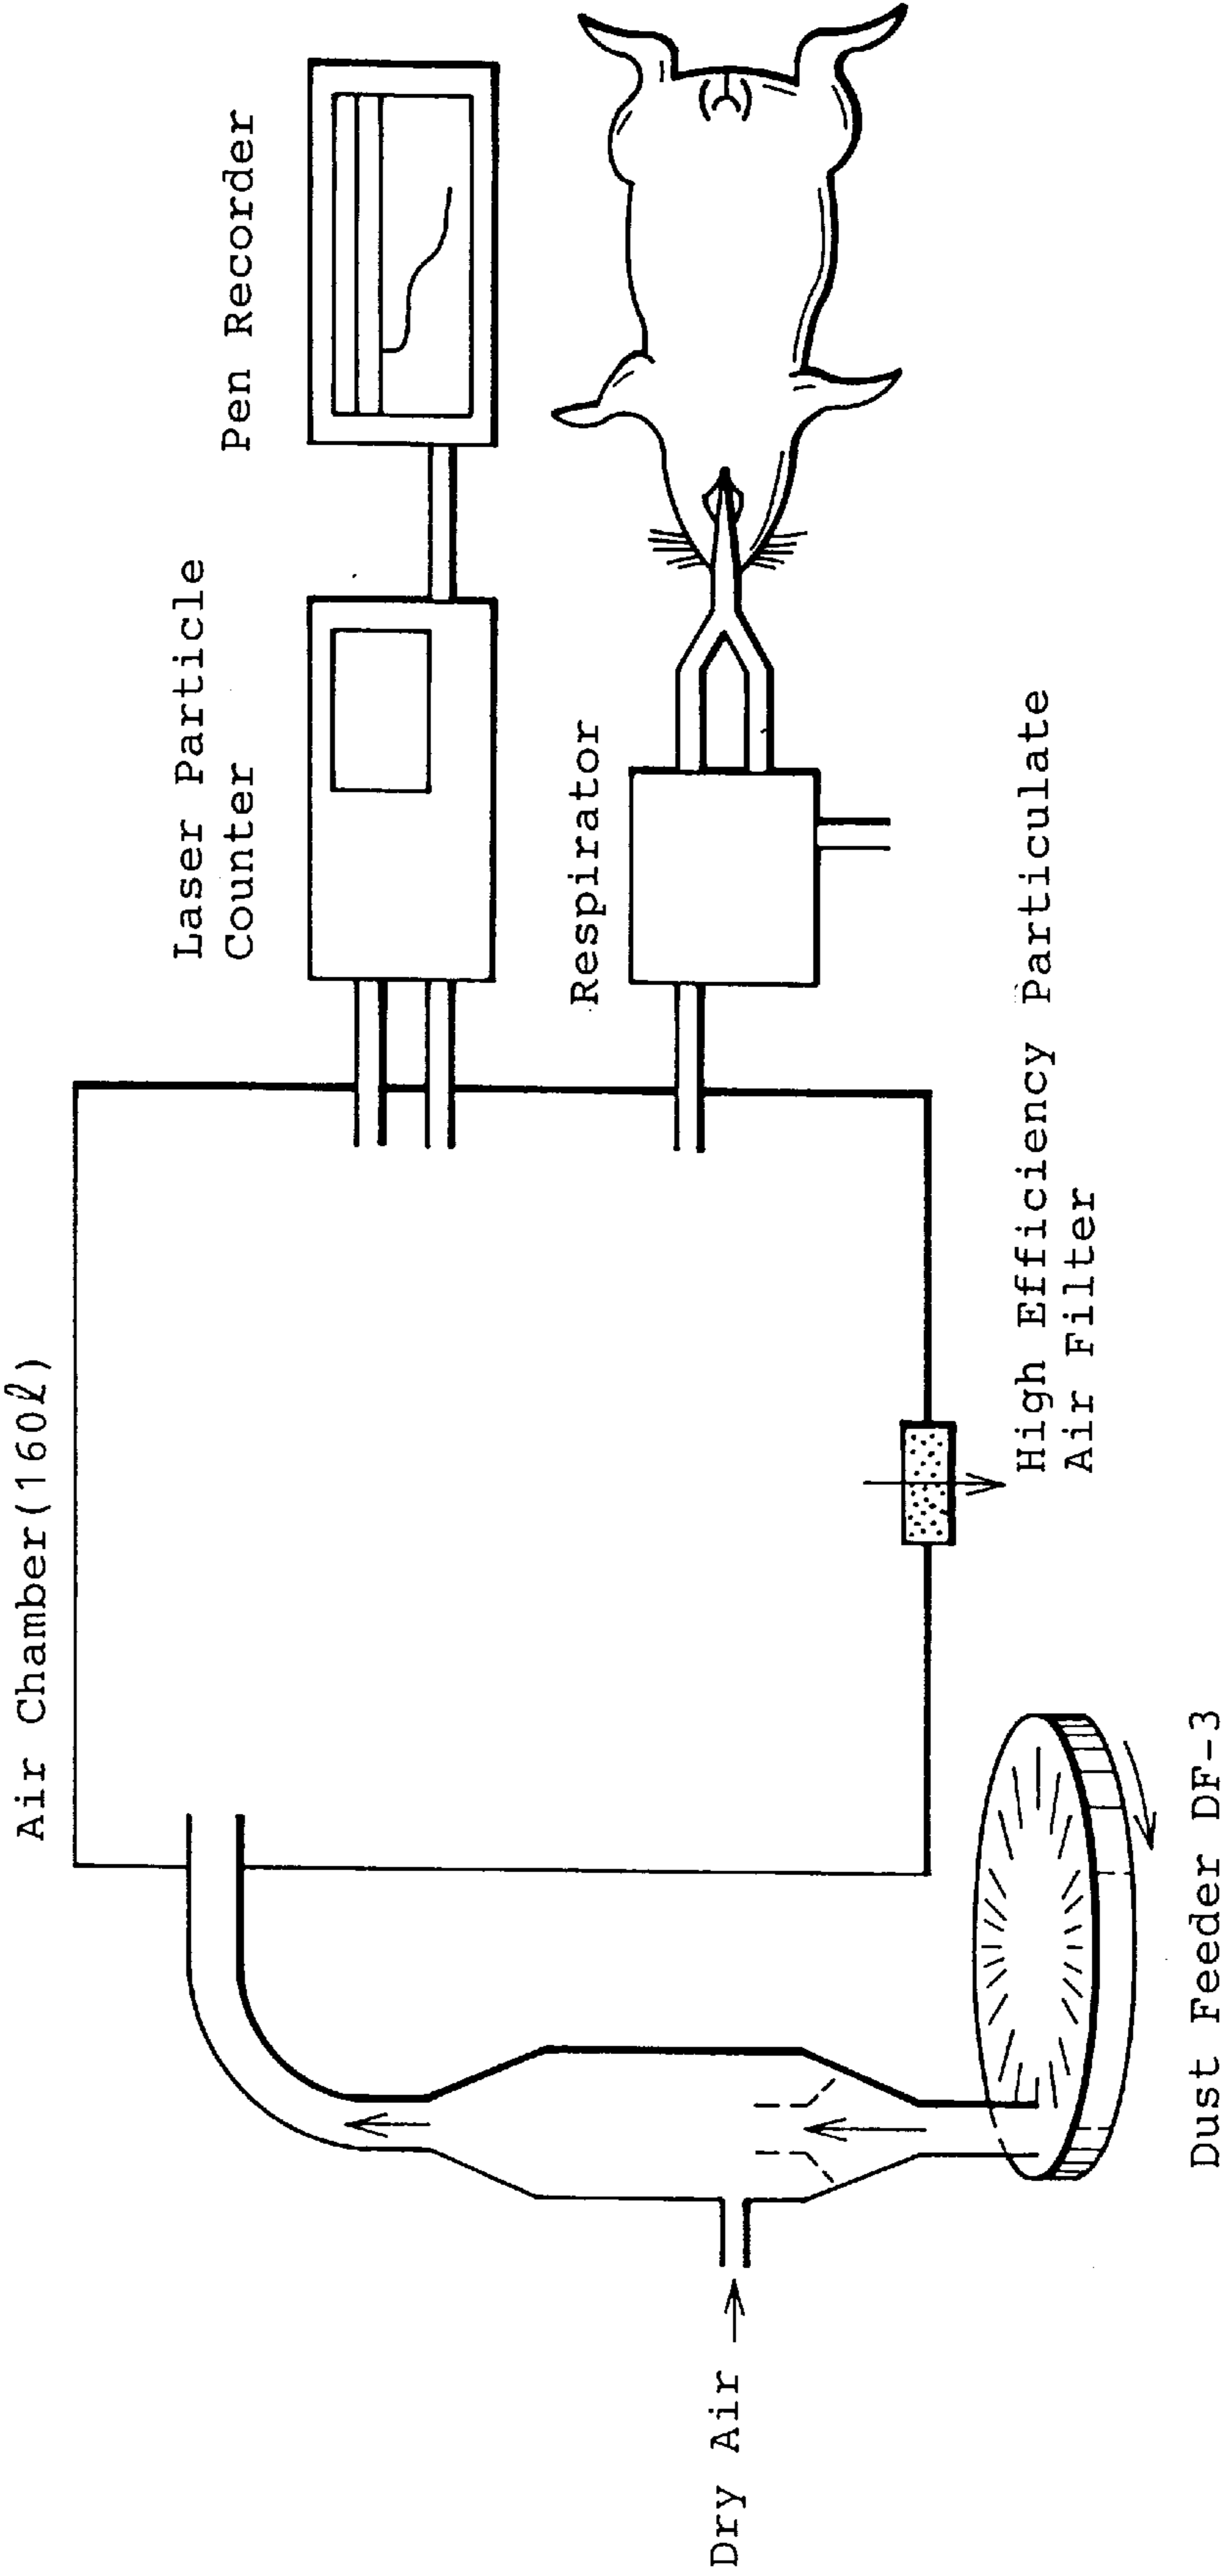 Air Chamber(160ℓ)
Laser Particle
Counter
Pen Recorder
Respirator
Dry Air
High Efficiency Particulate
Air Filter
Dust Feeder DF-3